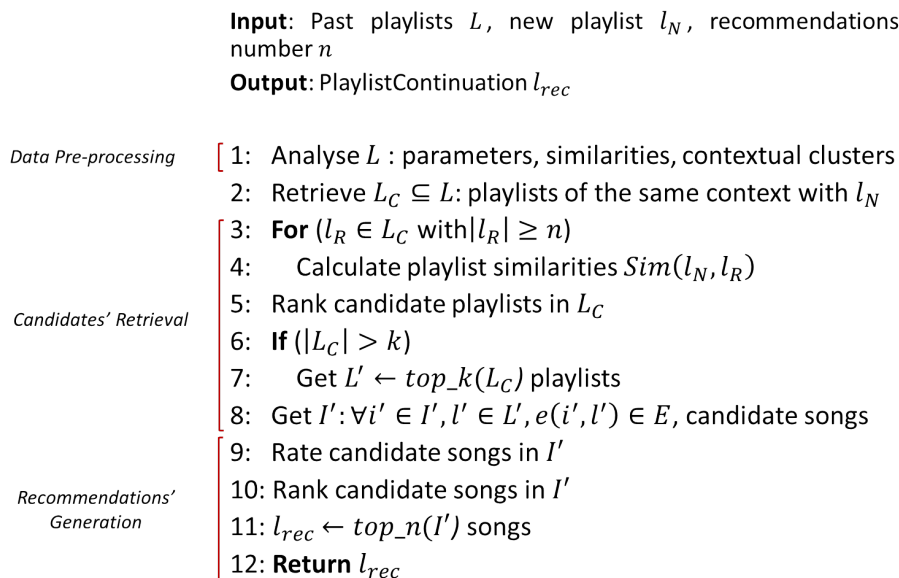 Input: Past playlists L, new playlist l_N, recommendations
number n
Output: PlaylistContinuation l_rec
Data Pre-processing
1: Analyse L : parameters, similarities, contextual clusters
2: Retrieve L_C ⊆ L: playlists of the same context with l_N
Candidates' Retrieval
3: For (l_R ∈ L_C with|l_R| ≥ n)
4: Calculate playlist similarities Sim(l_N, l_R)
5: Rank candidate playlists in L_C
6: If (|L_C| > k)
7: Get L′ ← top_k(L_C) playlists
8: Get I′: ∀i′ ∈ I′, l′ ∈ L′, e(i′, l′) ∈ E, candidate songs
Recommendations'
Generation
9: Rate candidate songs in I′
10: Rank candidate songs in I′
11: l_rec ← top_n(I′) songs
12: Return l_rec